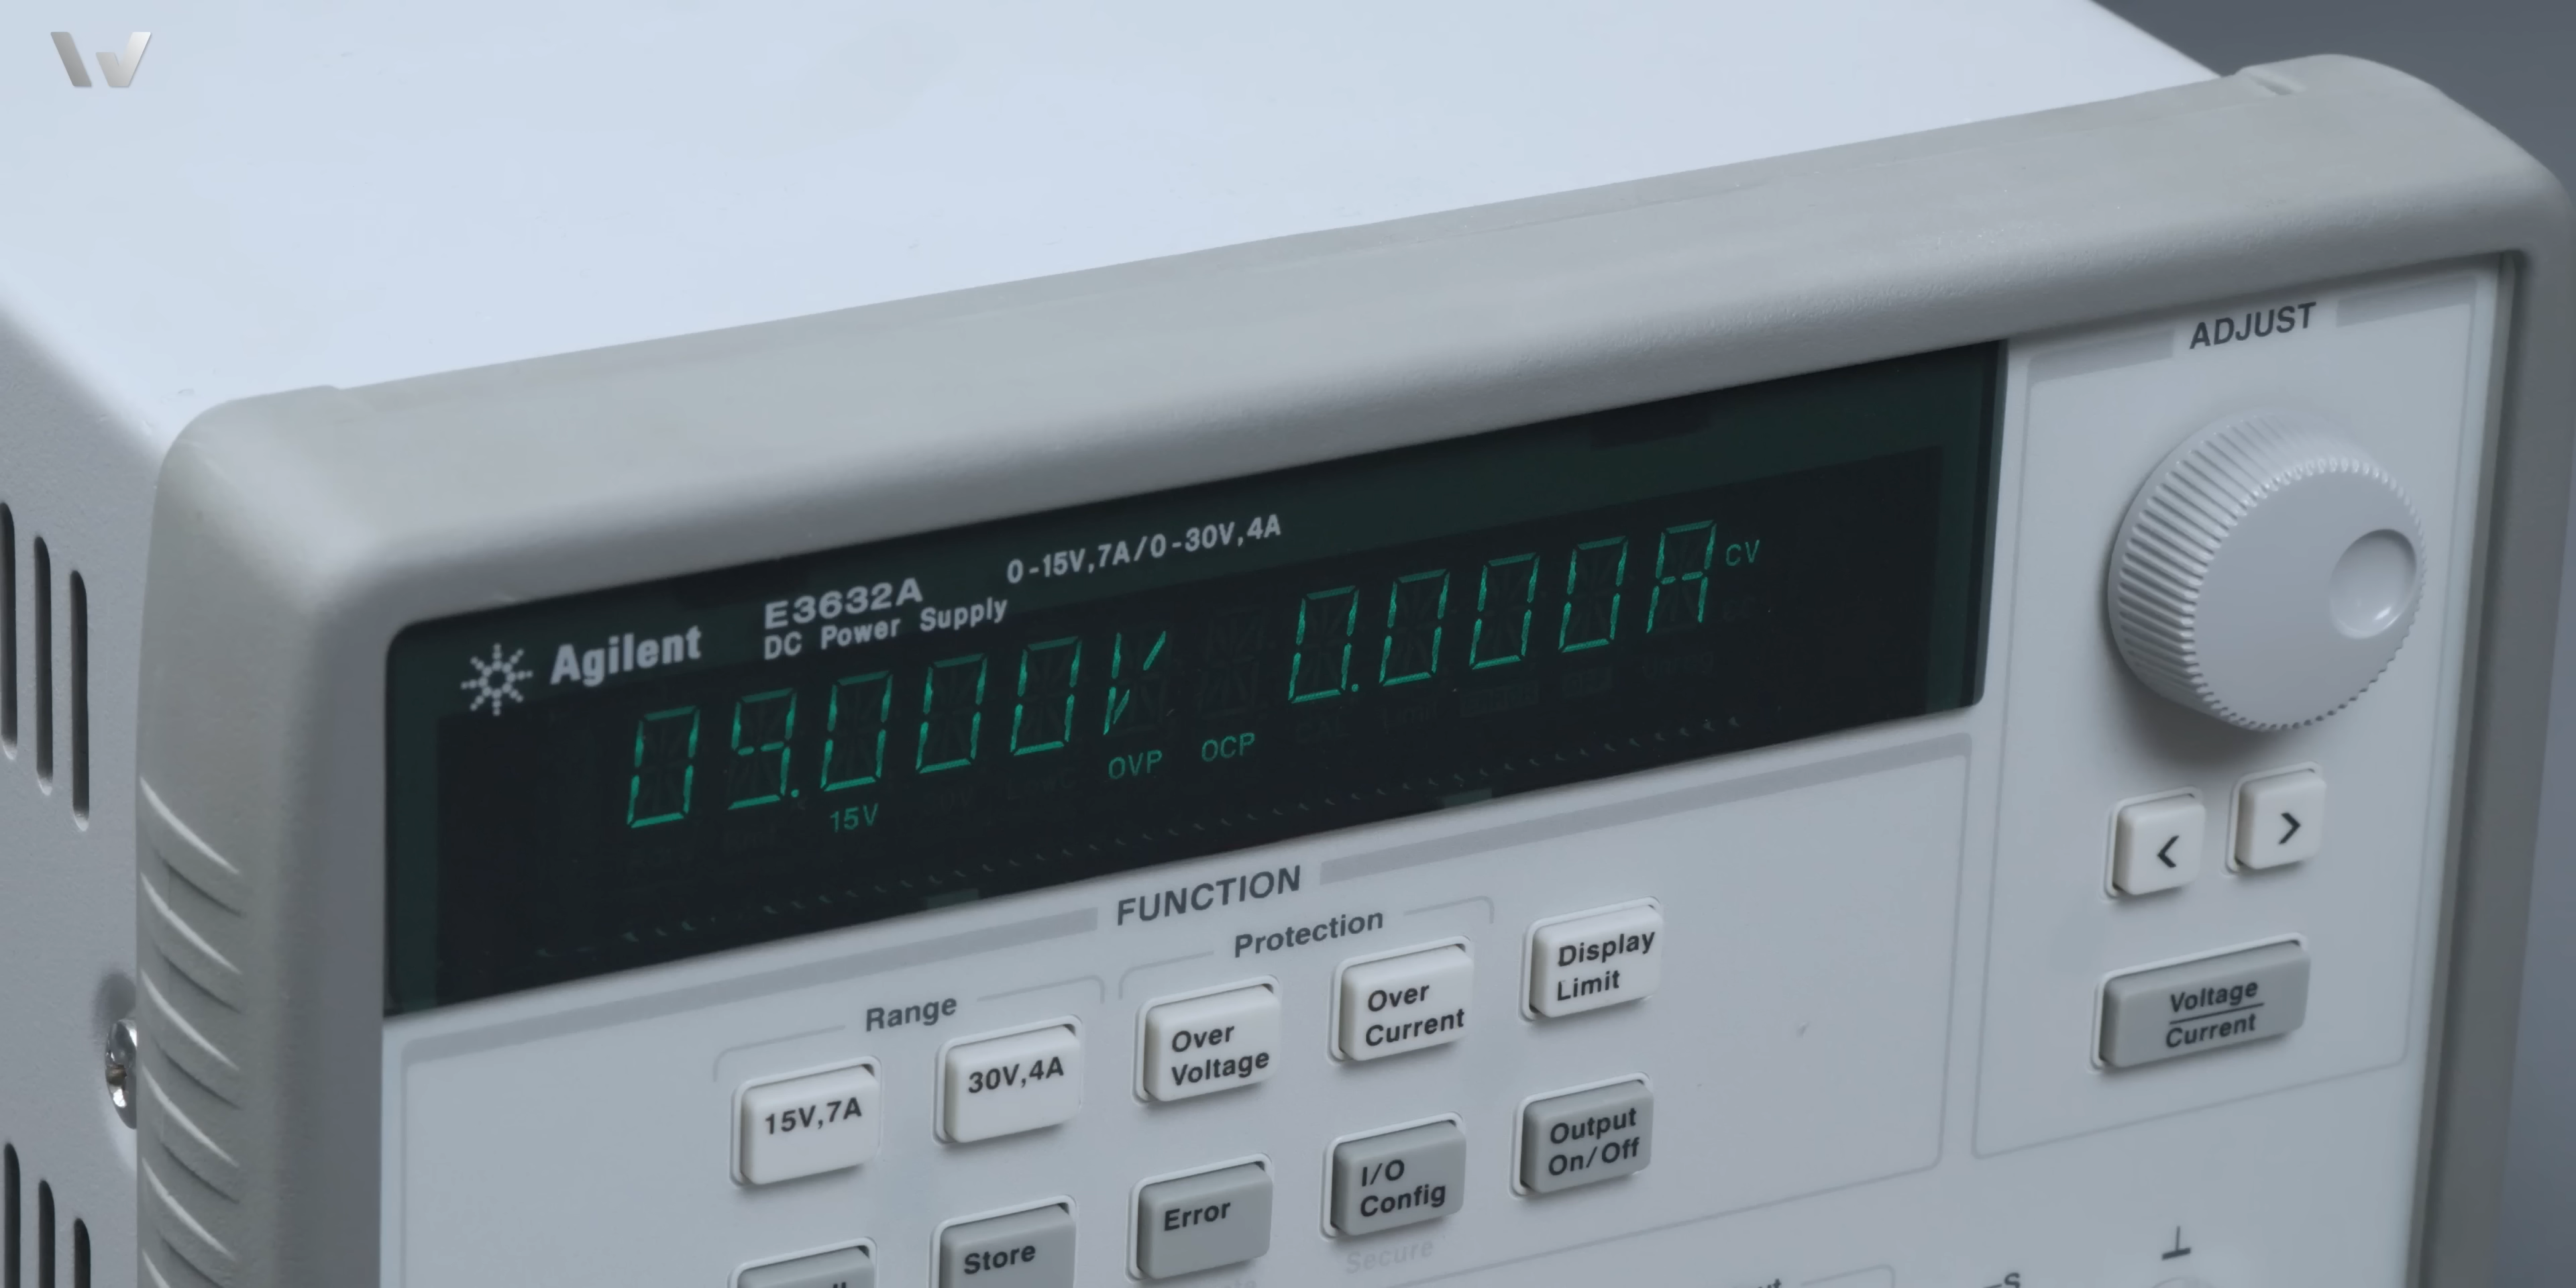 ADJUST
Agilent
E3632A
DC Power Supply
0-15V,7A/0-30V,4A
09.000V 0.000A CV
15V OVP OCP
FUNCTION
Range
Protection
15V,7A
30V,4A
Over
Voltage
Over
Current
Display
Limit
<
>
Voltage
Current
Store
Error
I/O
Config
Output
On/Off
Secure